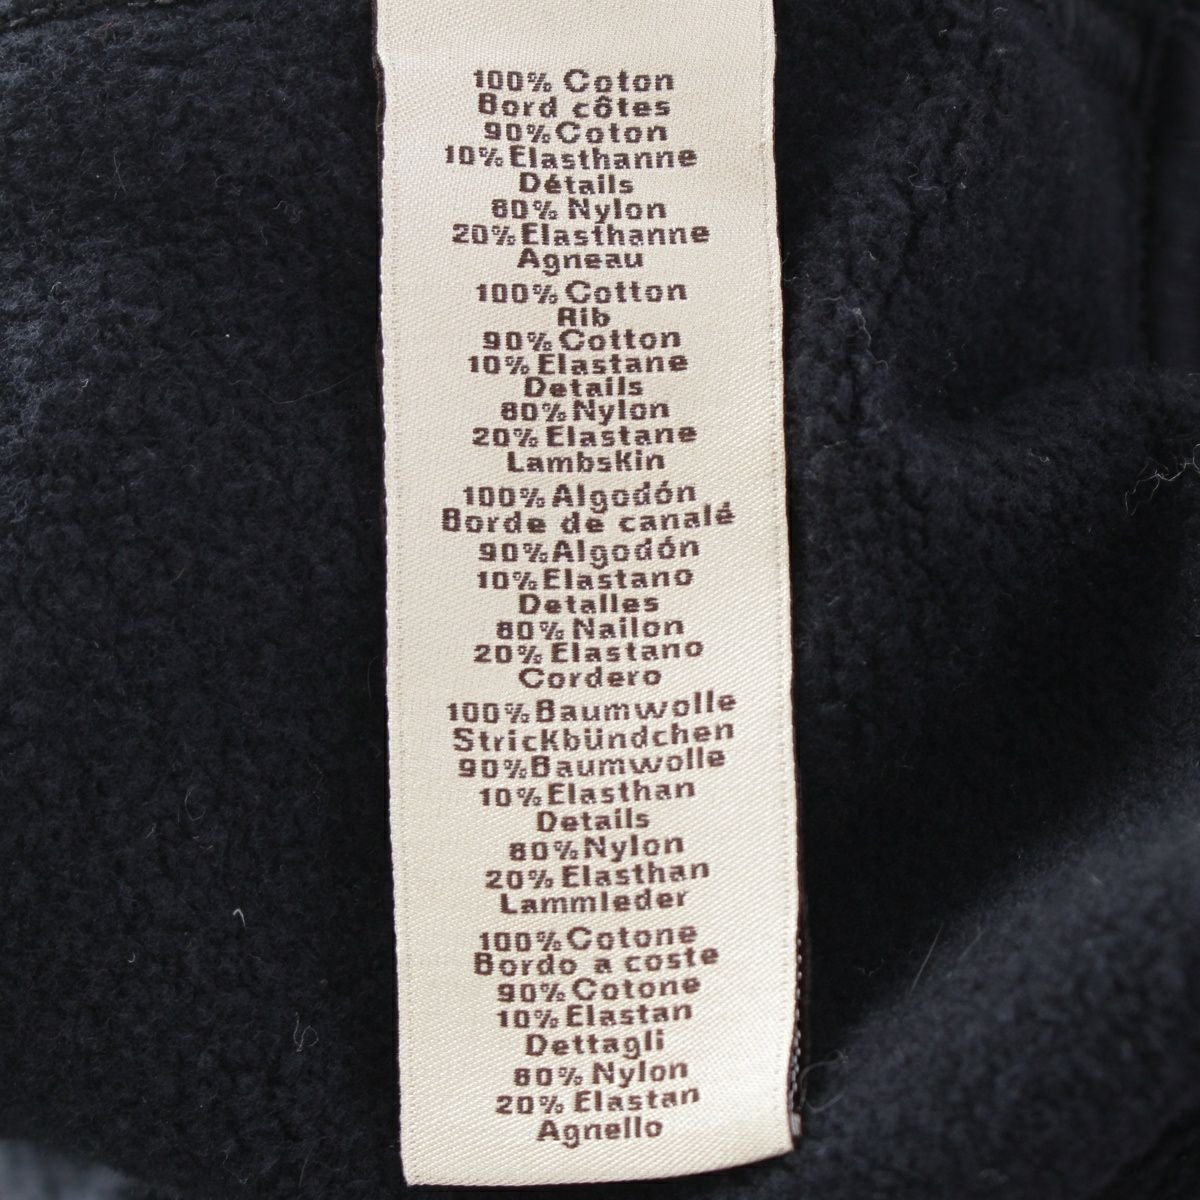 100% Coton
Bord côtes
90% Coton
10% Elasthanne
Détails
80% Nylon
20% Elasthanne
Agneau
100% Cotton
Rib
90% Cotton
10% Elastane
Details
80% Nylon
20% Elastane
Lambskin
100% Algodón
Borde de canalé
90% Algodón
10% Elastano
Detalles
80% Nailon
20% Elastano
Cordero
100% Baumwolle
Strickbündchen
90% Baumwolle
10% Elasthan
Details
80% Nylon
20% Elasthan
Lammleder
100% Cotone
Bordo a coste
90% Cotone
10% Elastan
Dettagli
80% Nylon
20% Elastan
Agnello